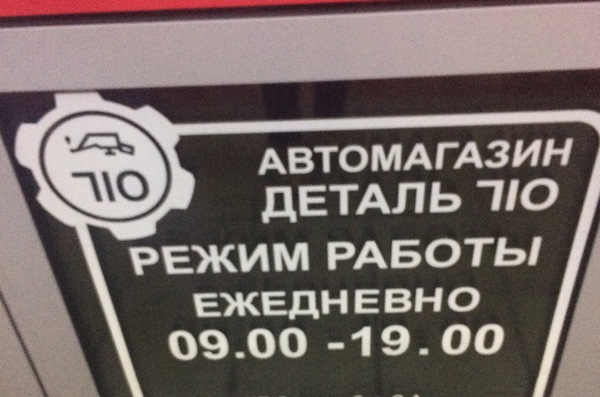 710
АВТОМАГАЗИН
ДЕТАЛЬ 710
РЕЖИМ РАБОТЫ
ЕЖЕДНЕВНО
09.00 -19.00